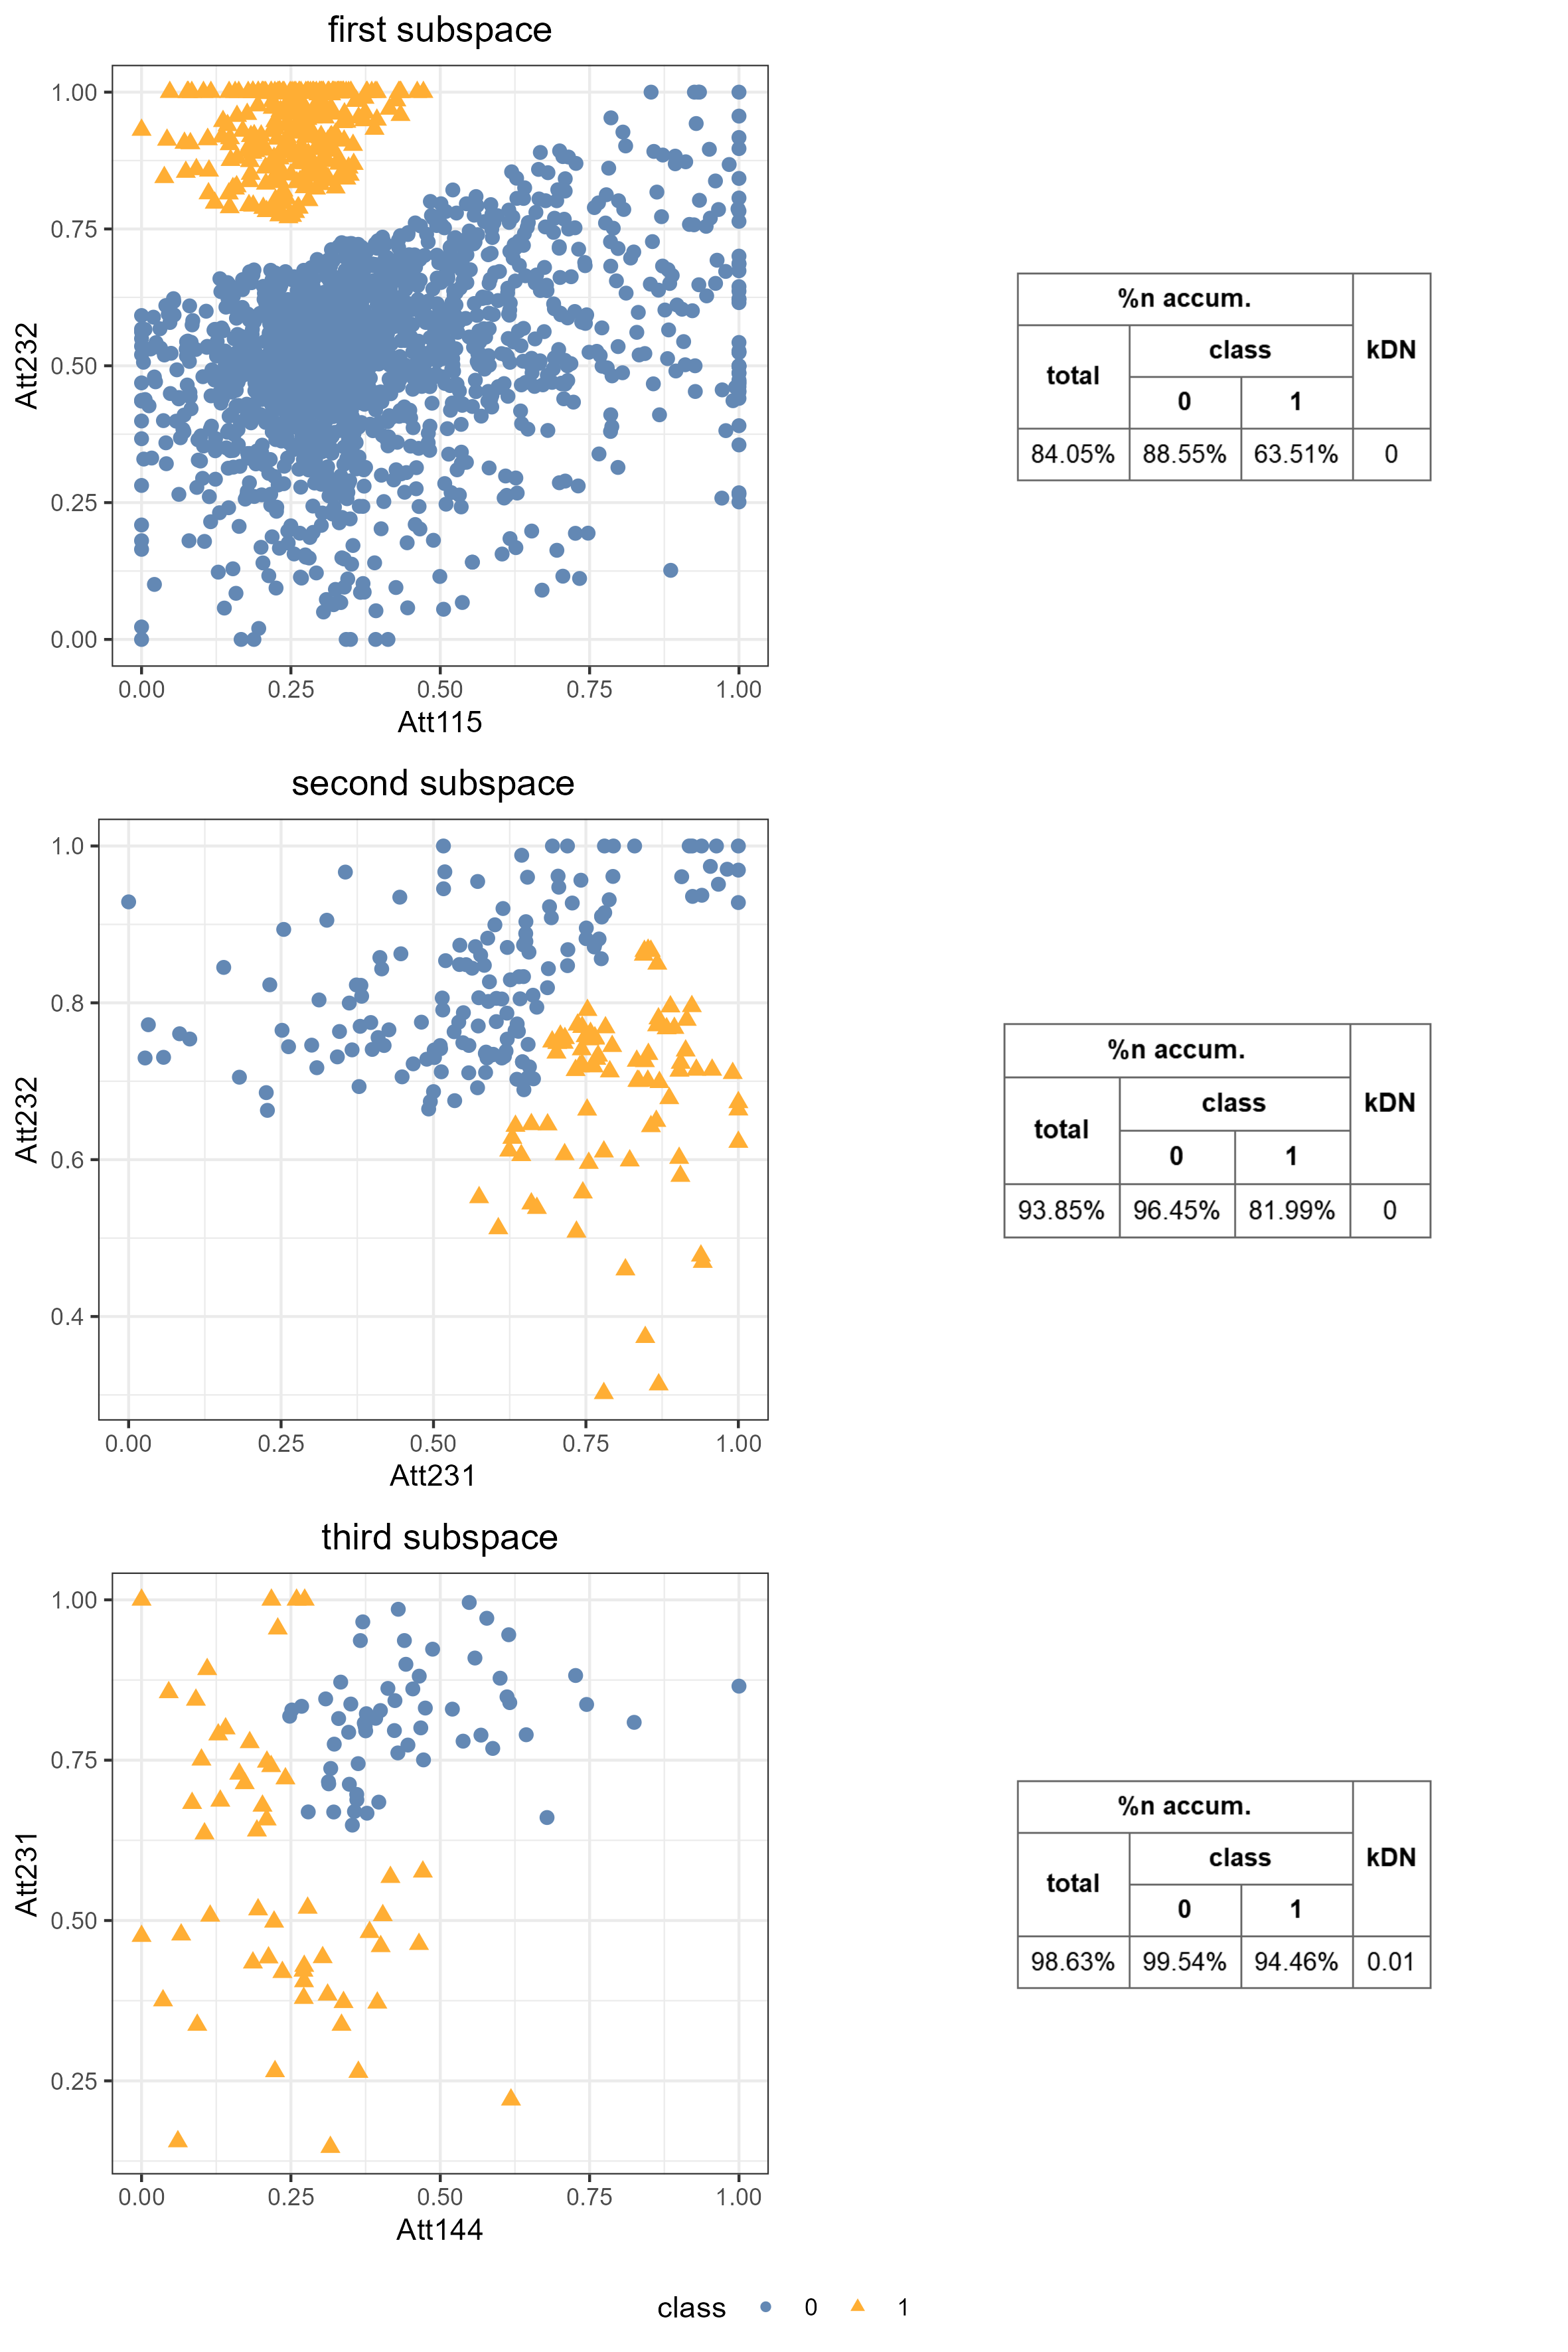 first subspace
1.00
0.75
0.50
0.25
0.00
Att232
0.00 0.25 0.50 0.75 1.00
Att115
%n accum.
kDN
total
class
0 1
84.05% 88.55% 63.51% 0
second subspace
1.0
0.8
0.6
0.4
Att232
0.00 0.25 0.50 0.75 1.00
Att231
%n accum.
kDN
total
class
0 1
93.85% 96.45% 81.99% 0
third subspace
1.00
0.75
0.50
0.25
Att231
0.00 0.25 0.50 0.75 1.00
Att144
%n accum.
kDN
total
class
0 1
98.63% 99.54% 94.46% 0.01
class 0 1